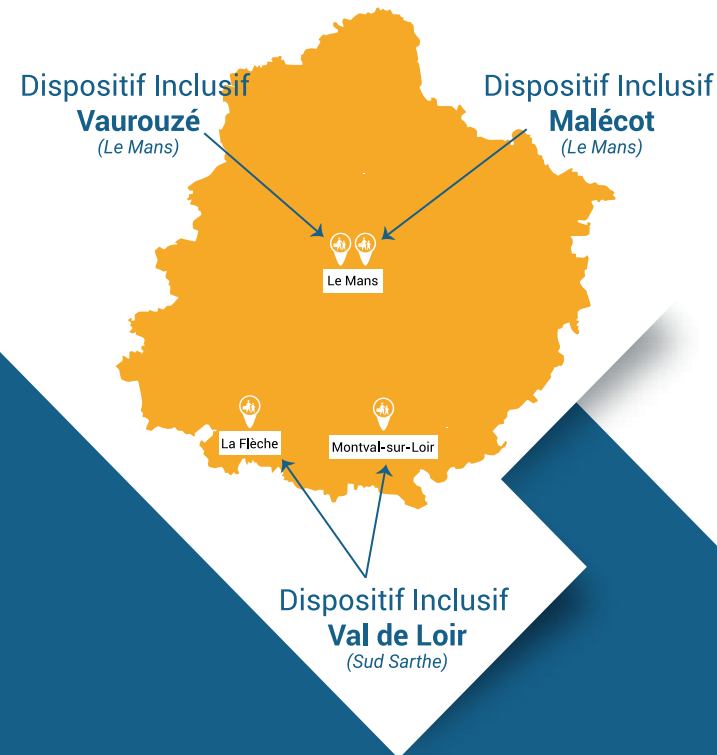 Dispositif Inclusif
Vaurouzé
(Le Mans)
Dispositif Inclusif
Malécot
(Le Mans)
Le Mans
La Flèche
Montval-sur-Loir
Dispositif Inclusif
Val de Loir
(Sud Sarthe)